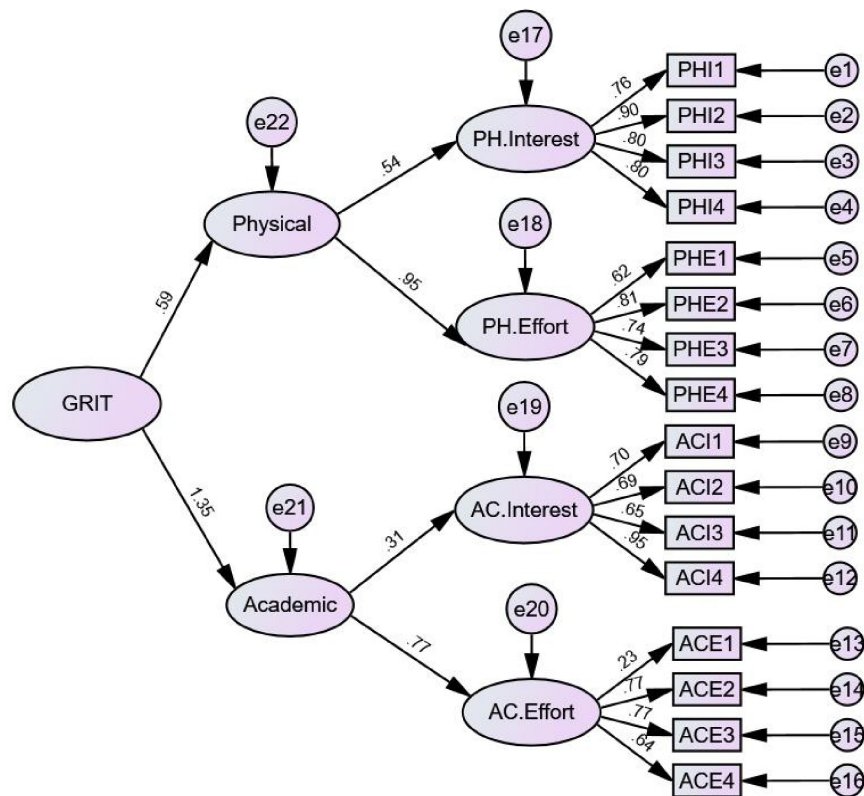 e17
PHI1
e1
.76
PHI2
e2
.90
e22
PH.Interest
.80
PHI3
e3
.54
.80
PHI4
e4
Physical
e18
.62
PHE1
e5
.81
PHE2
e6
.59
.95
PH.Effort
.74
PHE3
e7
.79
PHE4
e8
GRIT
e19
.70
ACI1
e9
.69
ACI2
e10
1.35
e21
AC.Interest
.65
ACI3
e11
.31
.95
ACI4
e12
Academic
e20
.23
ACE1
e13
.77
.77
ACE2
e14
AC.Effort
.77
ACE3
e15
.64
ACE4
e16